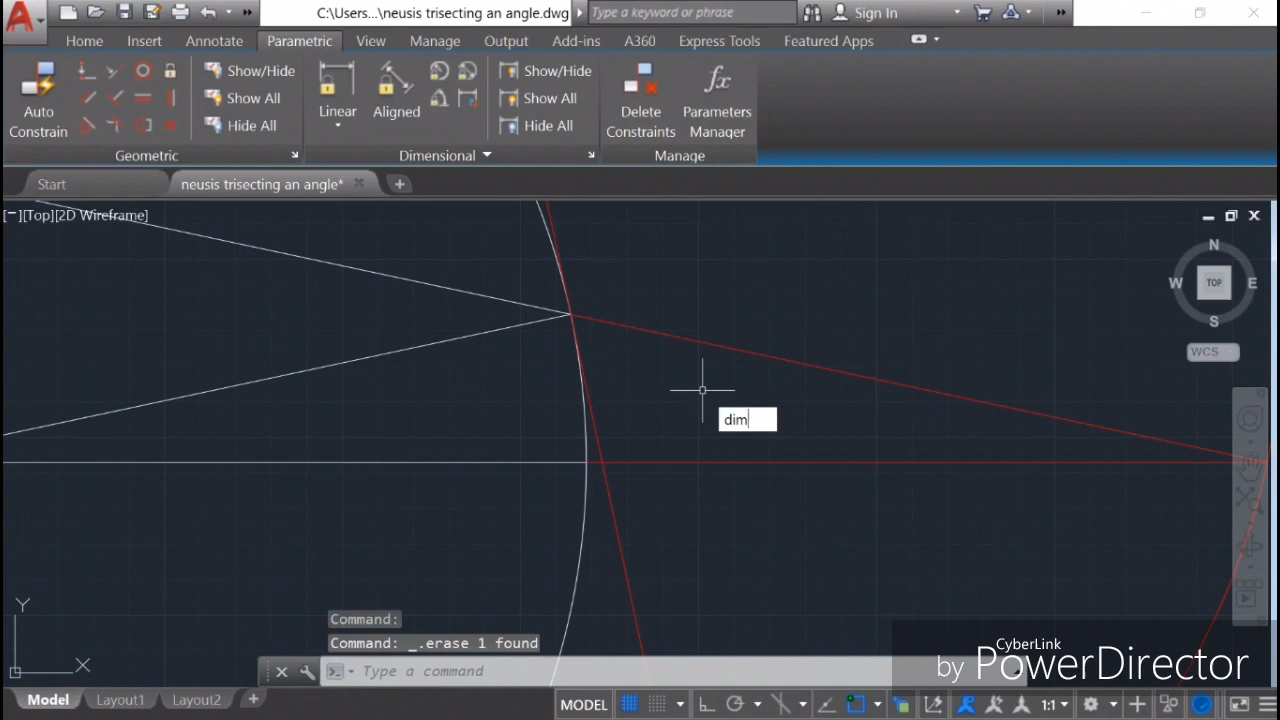 C:\Users...\neusis trisecting an angle.dwg
Type a keyword or phrase
Sign In
Home Insert Annotate Parametric View Manage Output Add-ins A360 Express Tools Featured Apps
Auto
Constrain
Show/Hide
Show All
Hide All
Geometric
Linear
Aligned
Show/Hide
Show All
Hide All
Dimensional
Delete
Constraints
fx
Parameters
Manager
Manage
Start
neusis trisecting an angle*
[−][Top][2D Wireframe]
N
W TOP E
S
WCS
dim
Y
X
Command:
Command: _.erase 1 found
Type a command
CyberLink
by PowerDirector
Model Layout1 Layout2
MODEL
1:1